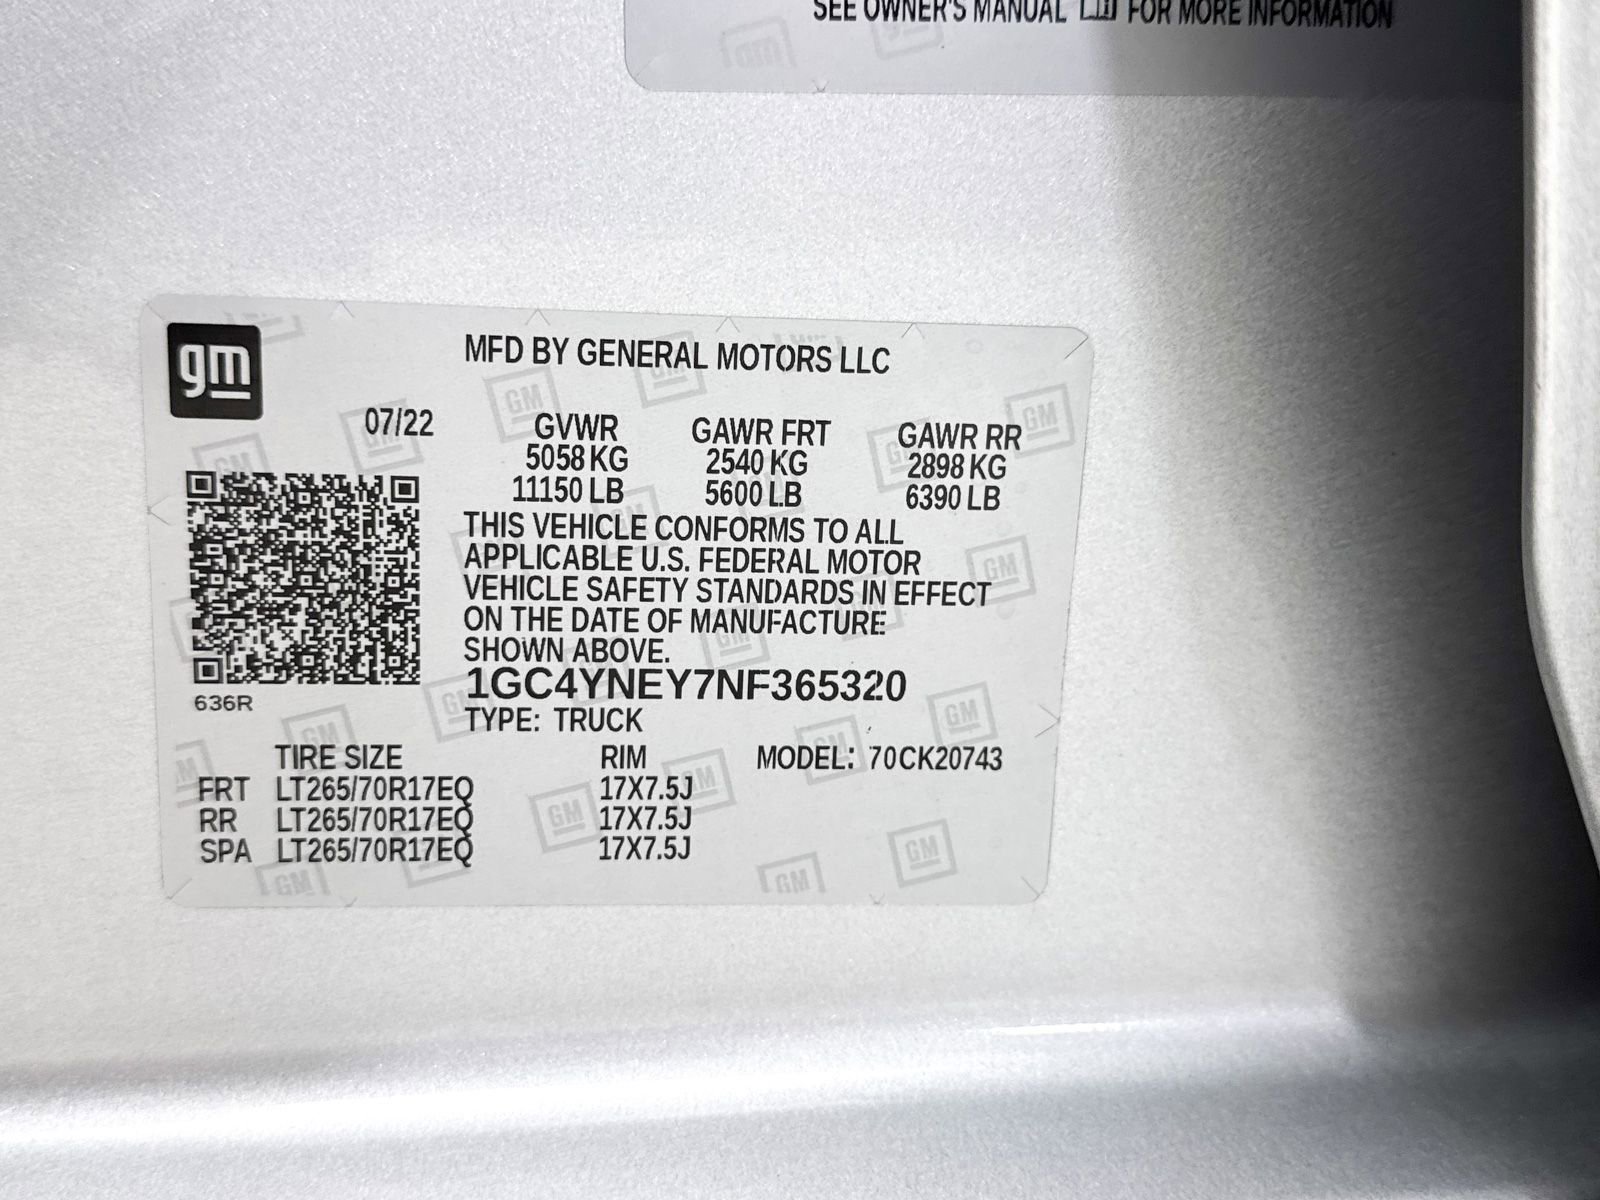 SEE OWNER'S MANUAL FOR MORE INFORMATION
gm
MFD BY GENERAL MOTORS LLC
07/22 GVWR GAWR FRT GAWR RR
5058 KG 2540 KG 2898 KG
11150 LB 5600 LB 6390 LB
THIS VEHICLE CONFORMS TO ALL
APPLICABLE U.S. FEDERAL MOTOR
VEHICLE SAFETY STANDARDS IN EFFECT
ON THE DATE OF MANUFACTURE
SHOWN ABOVE.
1GC4YNEY7NF365320
636R
TYPE: TRUCK
TIRE SIZE RIM MODEL: 70CK20743
FRT LT265/70R17EQ 17X7.5J
RR LT265/70R17EQ 17X7.5J
SPA LT265/70R17EQ 17X7.5J